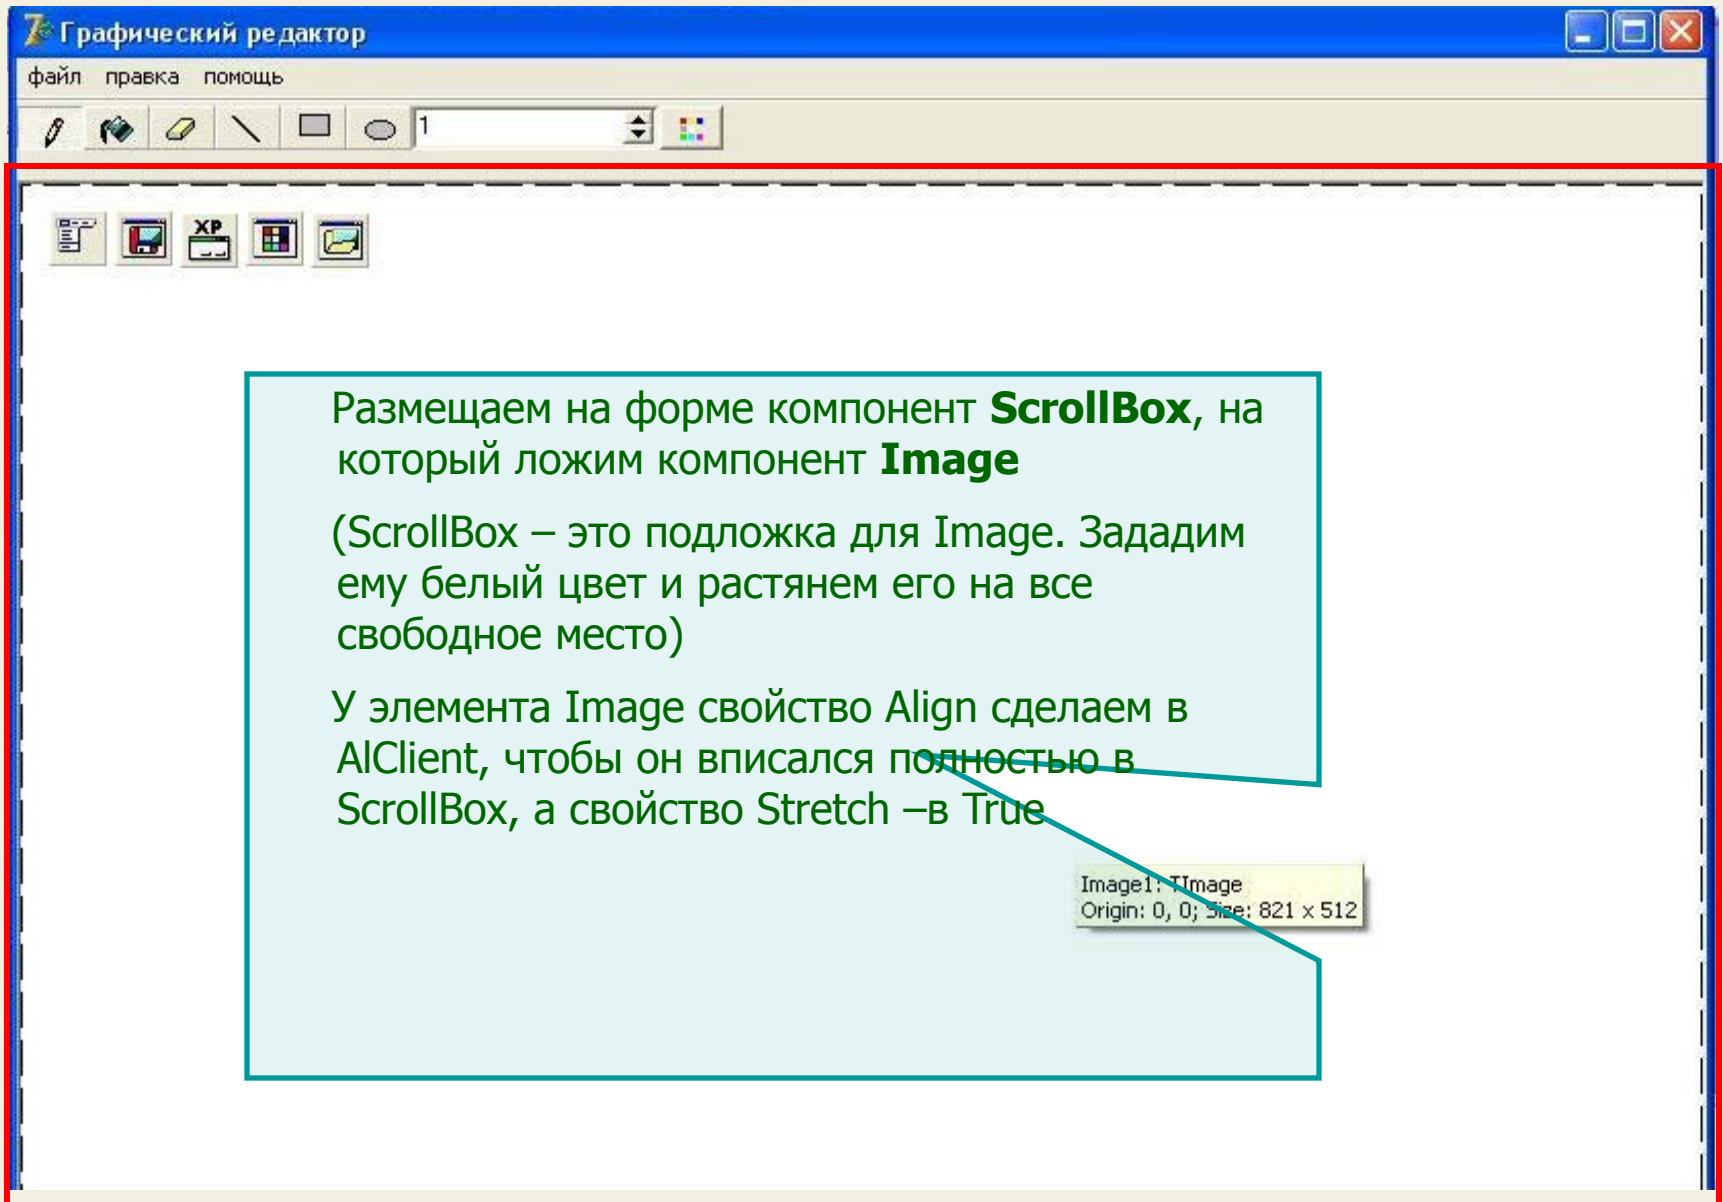 Графический редактор
файл правка помощь
1
XP
Размещаем на форме компонент ScrollBox, на
который ложим компонент Image
(ScrollBox – это подложка для Image. Зададим
ему белый цвет и растянем его на все
свободное место)
У элемента Image свойство Align сделаем в
AlClient, чтобы он вписался полностью в
ScrollBox, а свойство Stretch –в True
Image1: TImage
Origin: 0, 0; Size: 821 x 512